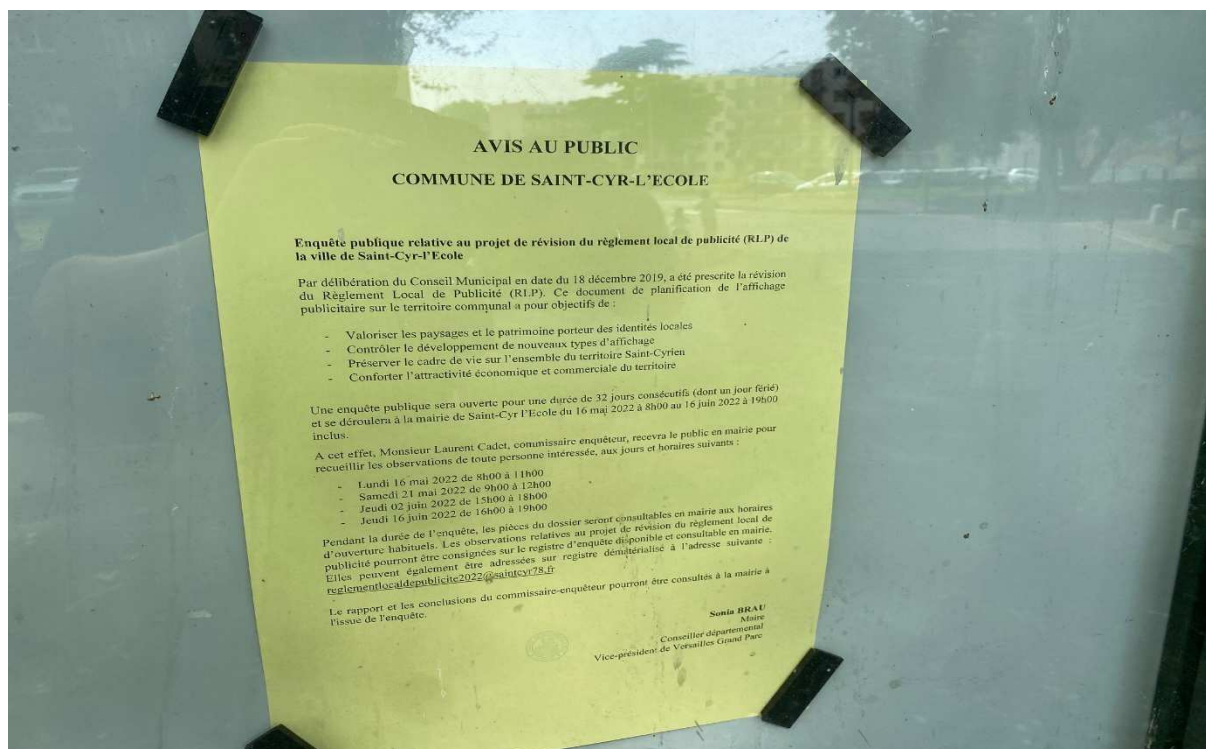 AVIS AU PUBLIC
COMMUNE DE SAINT-CYR-L'ECOLE
Enquête publique relative au projet de révision du règlement local de publicité (RLP) de
la ville de Saint-Cyr-l'Ecole
Par délibération du Conseil Municipal en date du 18 décembre 2019, a été prescrite la révision
du Règlement Local de Publicité (RLP). Ce document de planification de l'affichage
publicitaire sur le territoire communal a pour objectifs de :
- Valoriser les paysages et le patrimoine porteur des identités locales
- Contrôler le développement de nouveaux types d'affichage
- Préserver le cadre de vie sur l'ensemble du territoire Saint-Cyrien
- Conforter l'attractivité économique et commerciale du territoire
Une enquête publique sera ouverte pour une durée de 32 jours consécutifs (dont un jour férié)
et se déroulera à la mairie de Saint-Cyr l'Ecole du 16 mai 2022 à 8h00 au 16 juin 2022 à 19h00
inclus.
A cet effet, Monsieur Laurent Cadet, commissaire enquêteur, recevra le public en mairie pour
recueillir les observations de toute personne intéressée, aux jours et horaires suivants :
- Lundi 16 mai 2022 de 8h00 à 11h00
- Samedi 21 mai 2022 de 9h00 à 12h00
- Jeudi 02 juin 2022 de 15h00 à 18h00
- Jeudi 16 juin 2022 de 16h00 à 19h00
Pendant la durée de l'enquête, les pièces du dossier seront consultables en mairie aux horaires
d'ouverture habituels. Les observations relatives au projet de révision du règlement local de
publicité pourront être consignées sur le registre d'enquête disponible et consultable en mairie.
Elles peuvent également être adressées sur registre dématérialisé à l'adresse suivante :
reglementlocaldepublicite2022@saintcyr78.fr
Le rapport et les conclusions du commissaire-enquêteur pourront être consultés à la mairie à
l'issue de l'enquête.
Sonia BRAU
Maire
Conseiller départemental
Vice-président de Versailles Grand Parc